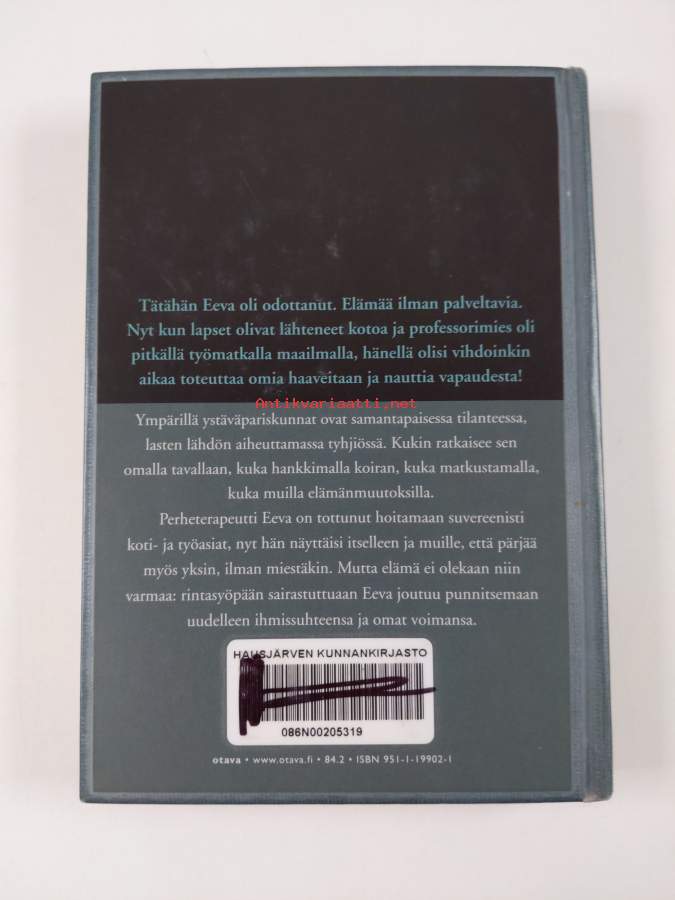 Tätähän Eeva oli odottanut. Elämää ilman palveltavia.
Nyt kun lapset olivat lähteneet kotoa ja professorimies oli
pitkällä työmatkalla maailmalla, hänellä olisi vihdoinkin
aikaa toteuttaa omia haaveitaan ja nauttia vapaudesta!
Antikvariaatti.net
Ympärillä ystäväpariskunnat ovat samantapaisessa tilanteessa,
lasten lähdön aiheuttamassa tyhjiössä. Kukin ratkaisee sen
omalla tavallaan, kuka hankkimalla koiran, kuka matkustamalla,
kuka muilla elämänmuutoksilla.
Perheterapeutti Eeva on tottunut hoitamaan suvereenisti
koti- ja työasiat, nyt hän näyttäisi itselleen ja muille, että pärjää
myös yksin, ilman miestäkin. Mutta elämä ei olekaan niin
varmaa: rintasyöpään sairastuttuaan Eeva joutuu punnitsemaan
uudelleen ihmissuhteensa ja omat voimansa.
HAUSJÄRVEN KUNNANKIRJASTO
086N00205319
otava • www.otava.fi • 84.2 • ISBN 951-1-19902-1